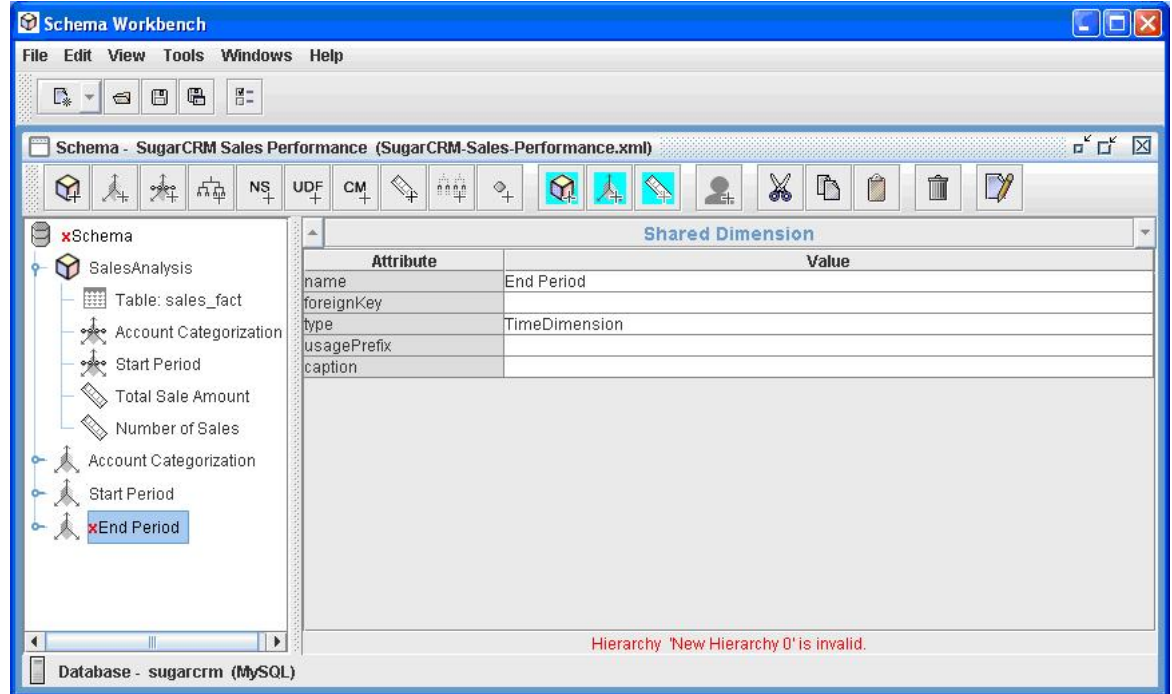 Schema Workbench
File Edit View Tools Windows Help
Schema - SugarCRM Sales Performance (SugarCRM-Sales-Performance.xml)
NS UDF CM
xSchema
SalesAnalysis
Table: sales_fact
Account Categorization
Start Period
Total Sale Amount
Number of Sales
Account Categorization
Start Period
xEnd Period
Shared Dimension
Attribute Value
name End Period
foreignKey
type TimeDimension
usagePrefix
caption
Hierarchy 'New Hierarchy 0' is invalid.
Database - sugarcrm (MySQL)